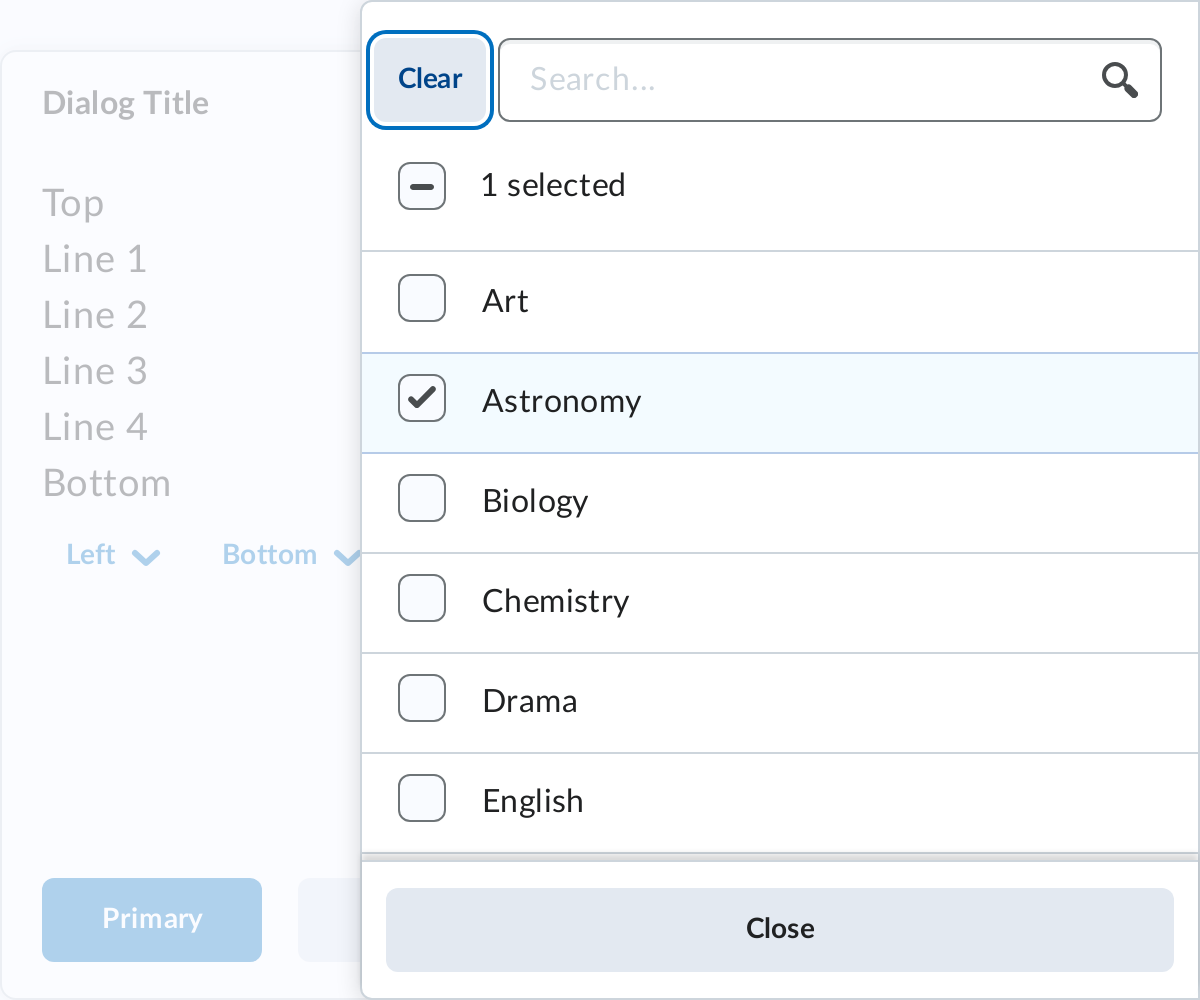 Dialog Title
Top
Line 1
Line 2
Line 3
Line 4
Bottom
Left
Bottom
Primary
Clear
Search...
1 selected
Art
Astronomy
Biology
Chemistry
Drama
English
Close